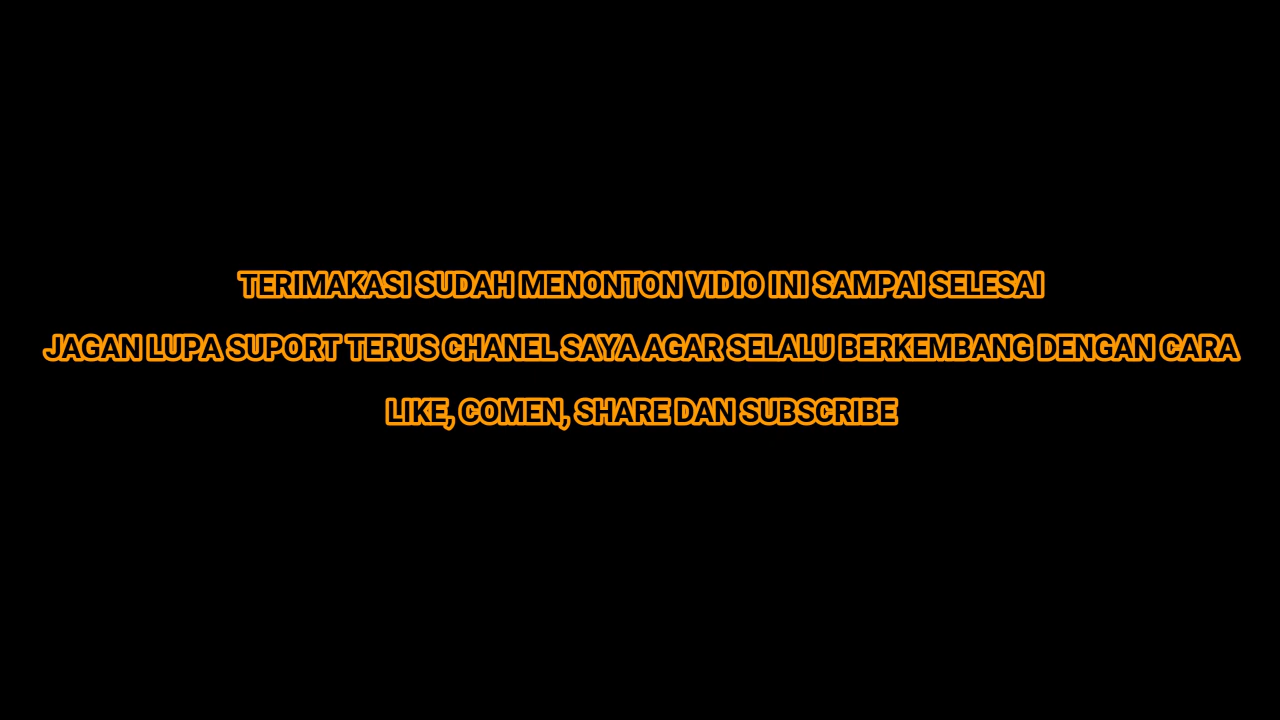 TERIMAKASI SUDAH MENONTON VIDIO INI SAMPAI SELESAI
JAGAN LUPA SUPORT TERUS CHANEL SAYA AGAR SELALU BERKEMBANG DENGAN CARA
LIKE, COMEN, SHARE DAN SUBSCRIBE